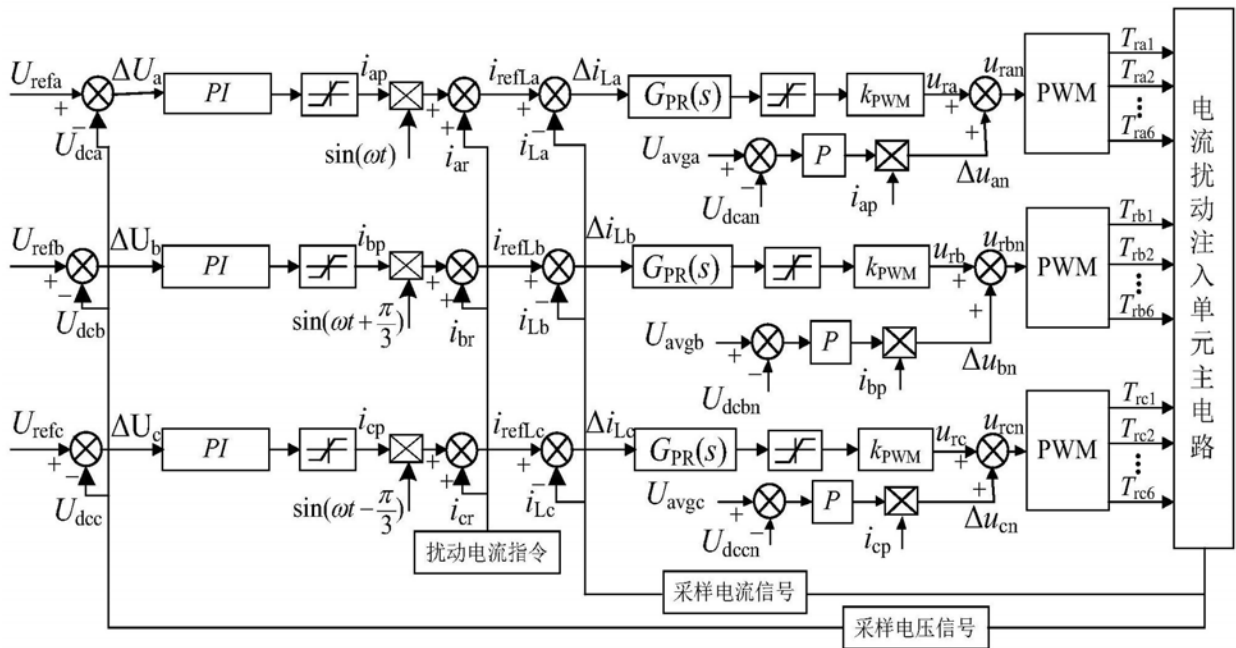 U_refa + − U_dca ΔU_a PI i_ap sin(ωt) + + i_ar i_refLa + − i_La Δi_La G_PR(s) k_PWM u_ra + + u_ran PWM T_ra1 T_ra2 ⋮ T_ra6
U_avga + − U_dcan P i_ap Δu_an
U_refb + − U_dcb ΔU_b PI i_bp sin(ωt + π/3) + + i_br i_refLb + − i_Lb Δi_Lb G_PR(s) k_PWM u_rb + + u_rbn PWM T_rb1 T_rb2 ⋮ T_rb6
U_avgb + − U_dcbn P i_bp Δu_bn
U_refc + − U_dcc ΔU_c PI i_cp sin(ωt − π/3) + + i_cr i_refLc + − i_Lc Δi_Lc G_PR(s) k_PWM u_rc + + u_rcn PWM T_rc1 T_rc2 ⋮ T_rc6
U_avgc + − U_dccn P i_cp Δu_cn
电流扰动注入单元主电路
扰动电流指令
采样电流信号
采样电压信号